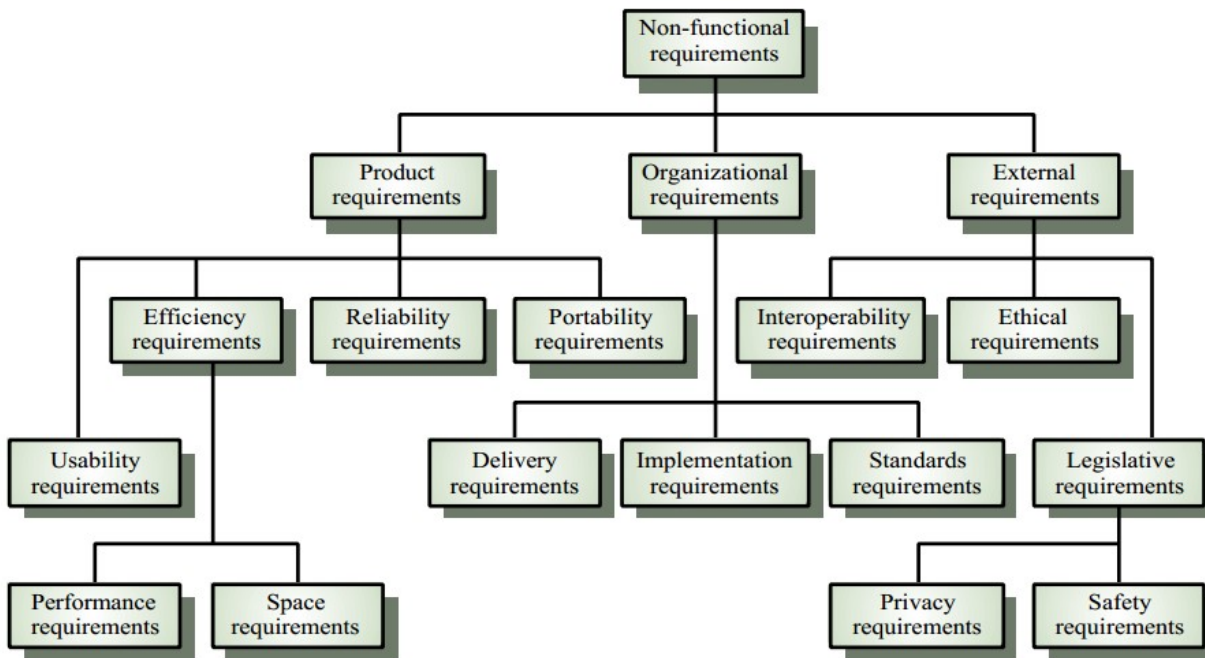 Non-functional
requirements
Product
requirements
Organizational
requirements
External
requirements
Efficiency
requirements
Reliability
requirements
Portability
requirements
Interoperability
requirements
Ethical
requirements
Usability
requirements
Delivery
requirements
Implementation
requirements
Standards
requirements
Legislative
requirements
Performance
requirements
Space
requirements
Privacy
requirements
Safety
requirements